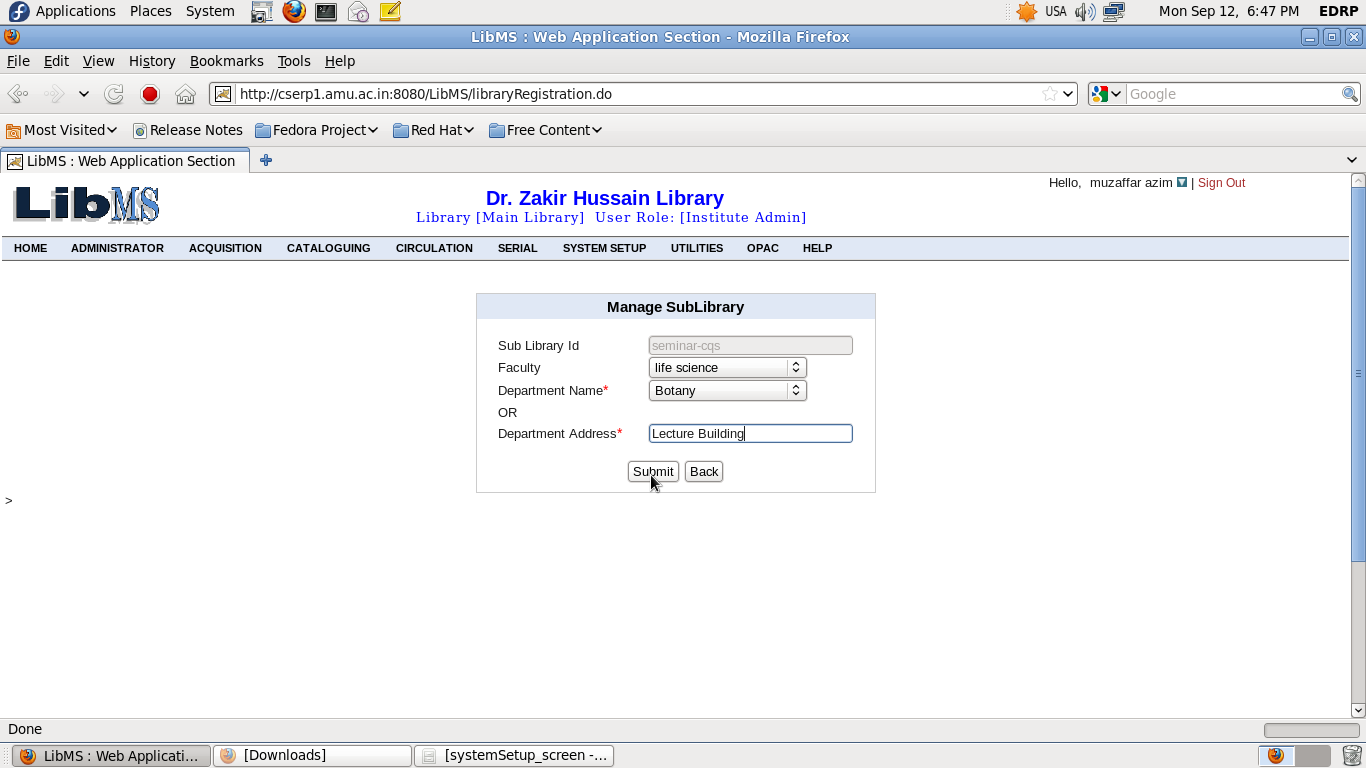 Applications Places System USA Mon Sep 12, 6:47 PM EDRP
LibMS : Web Application Section - Mozilla Firefox
File Edit View History Bookmarks Tools Help
http://cserp1.amu.ac.in:8080/LibMS/libraryRegistration.do Google
Most Visited Release Notes Fedora Project Red Hat Free Content
LibMS : Web Application Section
Hello, muzaffar azim | Sign Out
LibMS
Dr. Zakir Hussain Library
Library [Main Library] User Role: [Institute Admin]
HOME ADMINISTRATOR ACQUISITION CATALOGUING CIRCULATION SERIAL SYSTEM SETUP UTILITIES OPAC HELP
Manage SubLibrary
Sub Library Id seminar-cqs
Faculty life science
Department Name* Botany
OR
Department Address* Lecture Building
Submit Back
>
Done
LibMS : Web Applicati... [Downloads] [systemSetup_screen -...